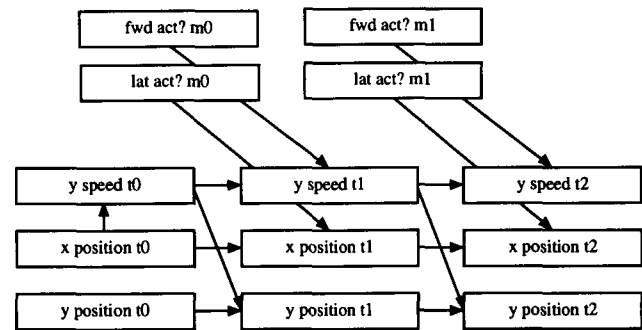 fwd act? m0
fwd act? m1
lat act? m0
lat act? m1
y speed t0
y speed t1
y speed t2
x position t0
x position t1
x position t2
y position t0
y position t1
y position t2